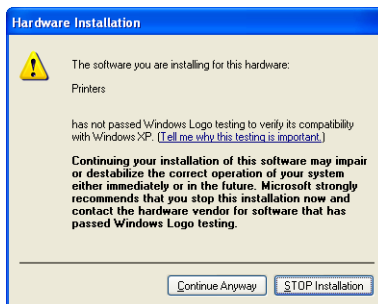 Hardware Installation
The software you are installing for this hardware:
Printers
has not passed Windows Logo testing to verify its compatibility
with Windows XP. (Tell me why this testing is important.)
Continuing your installation of this software may impair
or destabilize the correct operation of your system
either immediately or in the future. Microsoft strongly
recommends that you stop this installation now and
contact the hardware vendor for software that has
passed Windows Logo testing.
Continue Anyway
STOP Installation